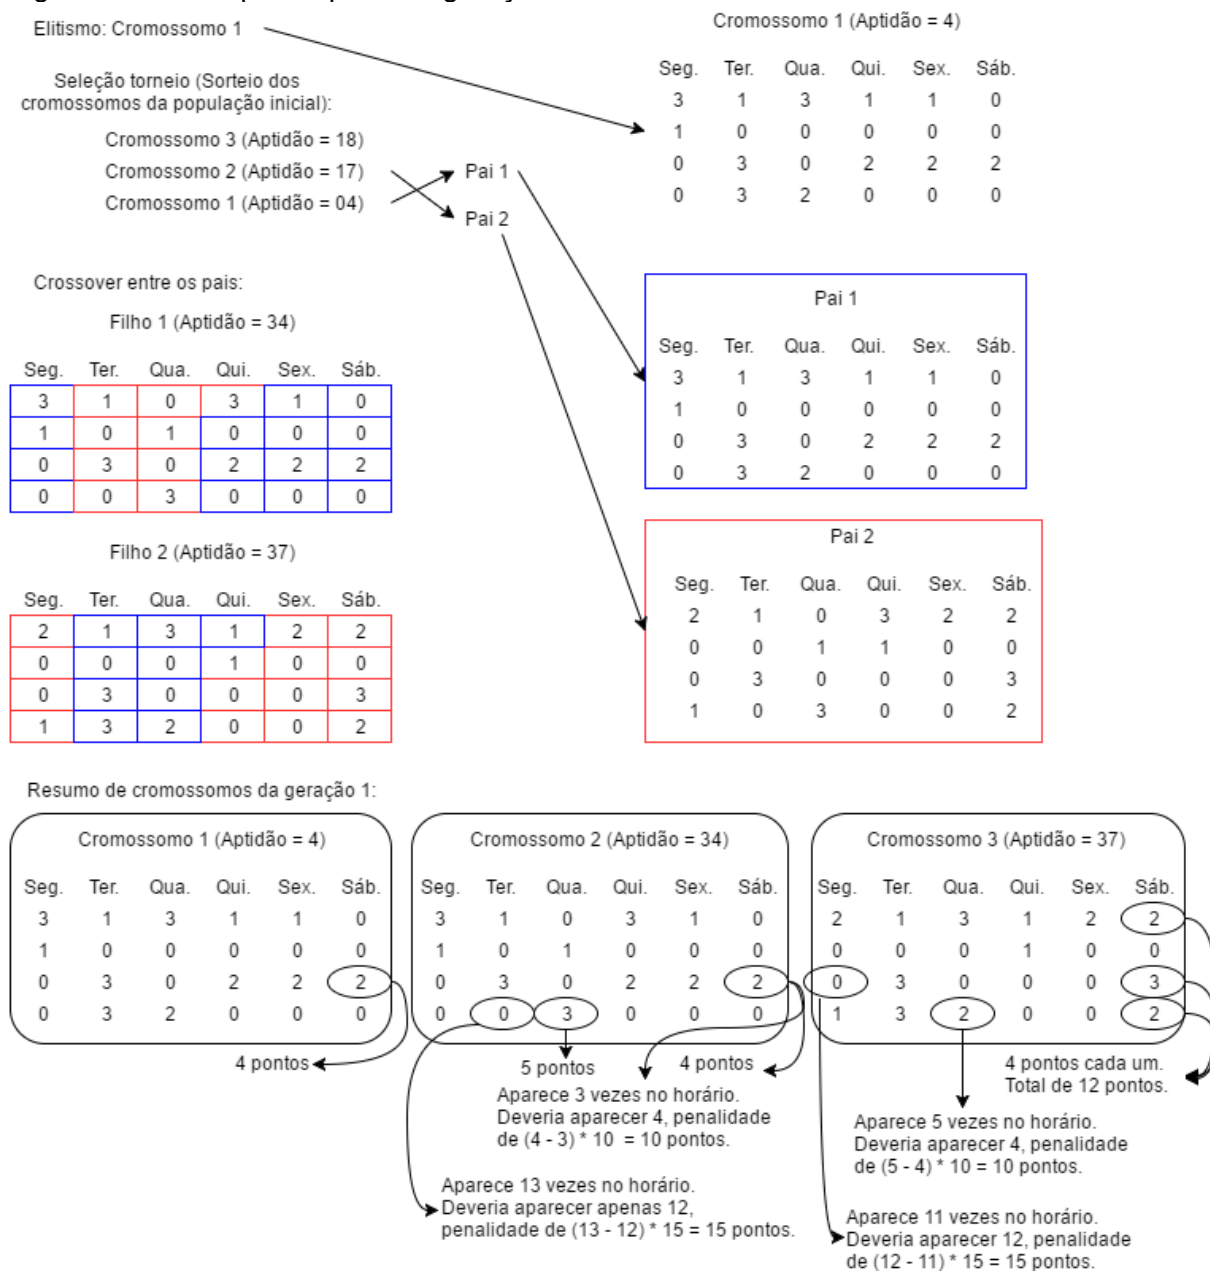 Elitismo: Cromossomo 1
Seleção torneio (Sorteio dos
cromossomos da população inicial):
Cromossomo 3 (Aptidão = 18)
Cromossomo 2 (Aptidão = 17)
Cromossomo 1 (Aptidão = 04)
Pai 1
Pai 2
Cromossomo 1 (Aptidão = 4)
Seg. Ter. Qua. Qui. Sex. Sáb.
3 1 3 1 1 0
1 0 0 0 0 0
0 3 0 2 2 2
0 3 2 0 0 0
Pai 1
Seg. Ter. Qua. Qui. Sex. Sáb.
3 1 3 1 1 0
1 0 0 0 0 0
0 3 0 2 2 2
0 3 2 0 0 0
Pai 2
Seg. Ter. Qua. Qui. Sex. Sáb.
2 1 0 3 2 2
0 0 1 1 0 0
0 3 0 0 0 3
1 0 3 0 0 2
Crossover entre os pais:
Filho 1 (Aptidão = 34)
Seg. Ter. Qua. Qui. Sex. Sáb.
3 1 0 3 1 0
1 0 1 0 0 0
0 3 0 2 2 2
0 0 3 0 0 0
Filho 2 (Aptidão = 37)
Seg. Ter. Qua. Qui. Sex. Sáb.
2 1 3 1 2 2
0 0 0 1 0 0
0 3 0 0 0 3
1 3 2 0 0 2
Resumo de cromossomos da geração 1:
Cromossomo 1 (Aptidão = 4)
Seg. Ter. Qua. Qui. Sex. Sáb.
3 1 3 1 1 0
1 0 0 0 0 0
0 3 0 2 2 2
0 3 2 0 0 0
4 pontos
Cromossomo 2 (Aptidão = 34)
Seg. Ter. Qua. Qui. Sex. Sáb.
3 1 0 3 1 0
1 0 1 0 0 0
0 3 0 2 2 2
0 0 3 0 0 0
5 pontos
4 pontos
Aparece 3 vezes no horário.
Deveria aparecer 4, penalidade
de (4 - 3) * 10 = 10 pontos.
Aparece 13 vezes no horário.
Deveria aparecer apenas 12,
penalidade de (13 - 12) * 15 = 15 pontos.
Cromossomo 3 (Aptidão = 37)
Seg. Ter. Qua. Qui. Sex. Sáb.
2 1 3 1 2 2
0 0 0 1 0 0
0 3 0 0 0 3
1 3 2 0 0 2
4 pontos cada um.
Total de 12 pontos.
Aparece 5 vezes no horário.
Deveria aparecer 4, penalidade
de (5 - 4) * 10 = 10 pontos.
Aparece 11 vezes no horário.
Deveria aparecer 12, penalidade
de (12 - 11) * 15 = 15 pontos.